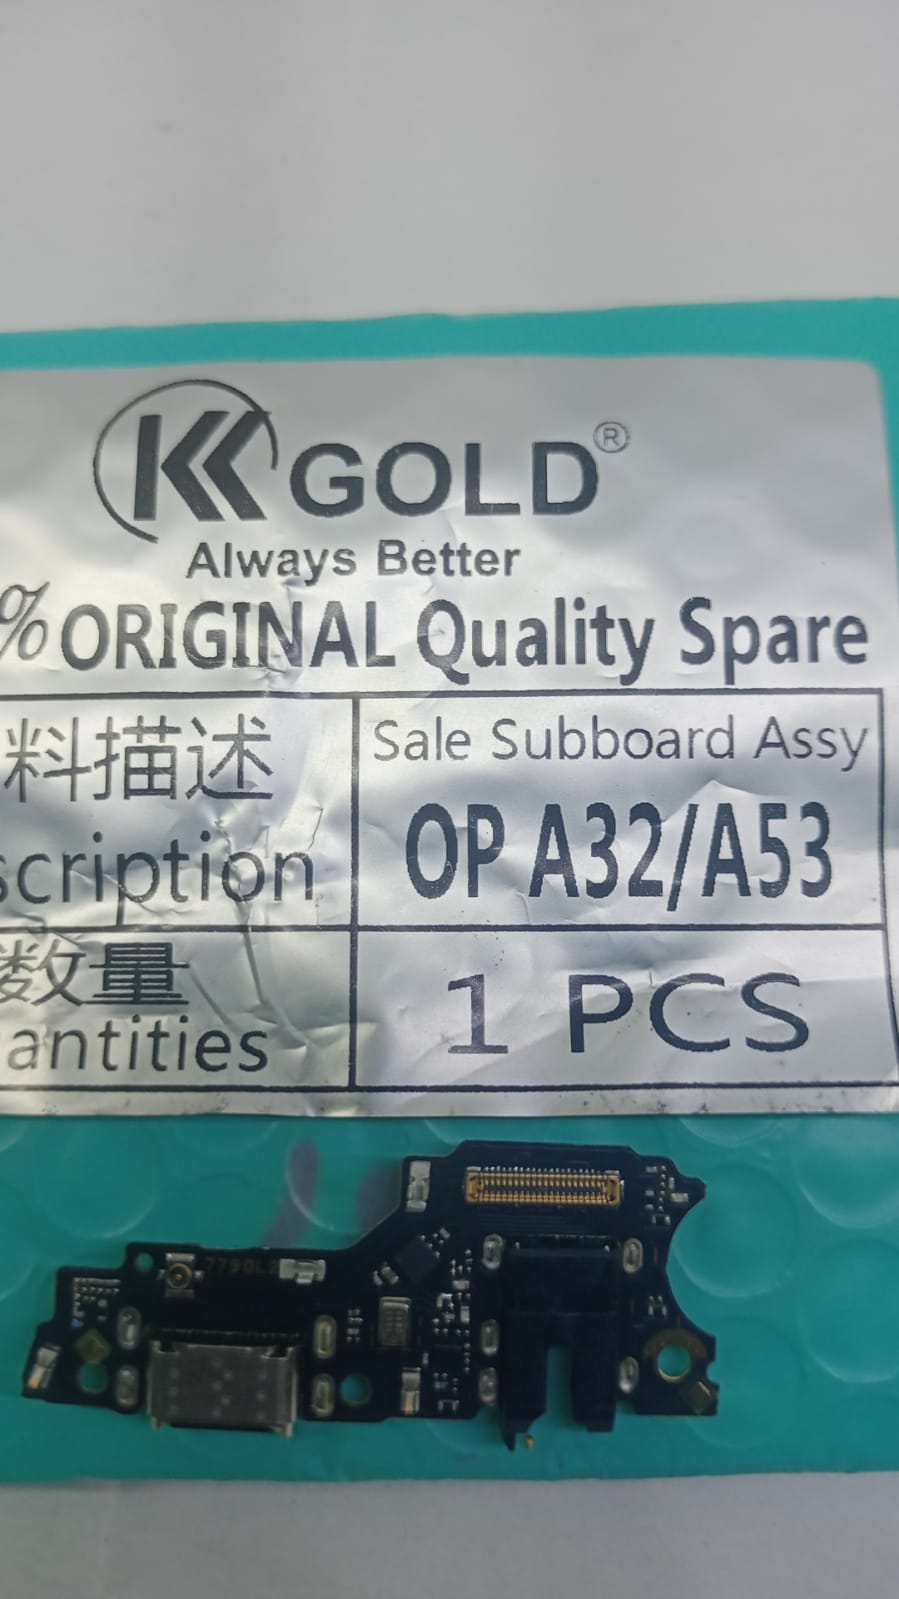 KK GOLD®
Always Better
% ORIGINAL Quality Spare
料描述
scription
Sale Subboard Assy
OP A32/A53
数量
antities
1 PCS